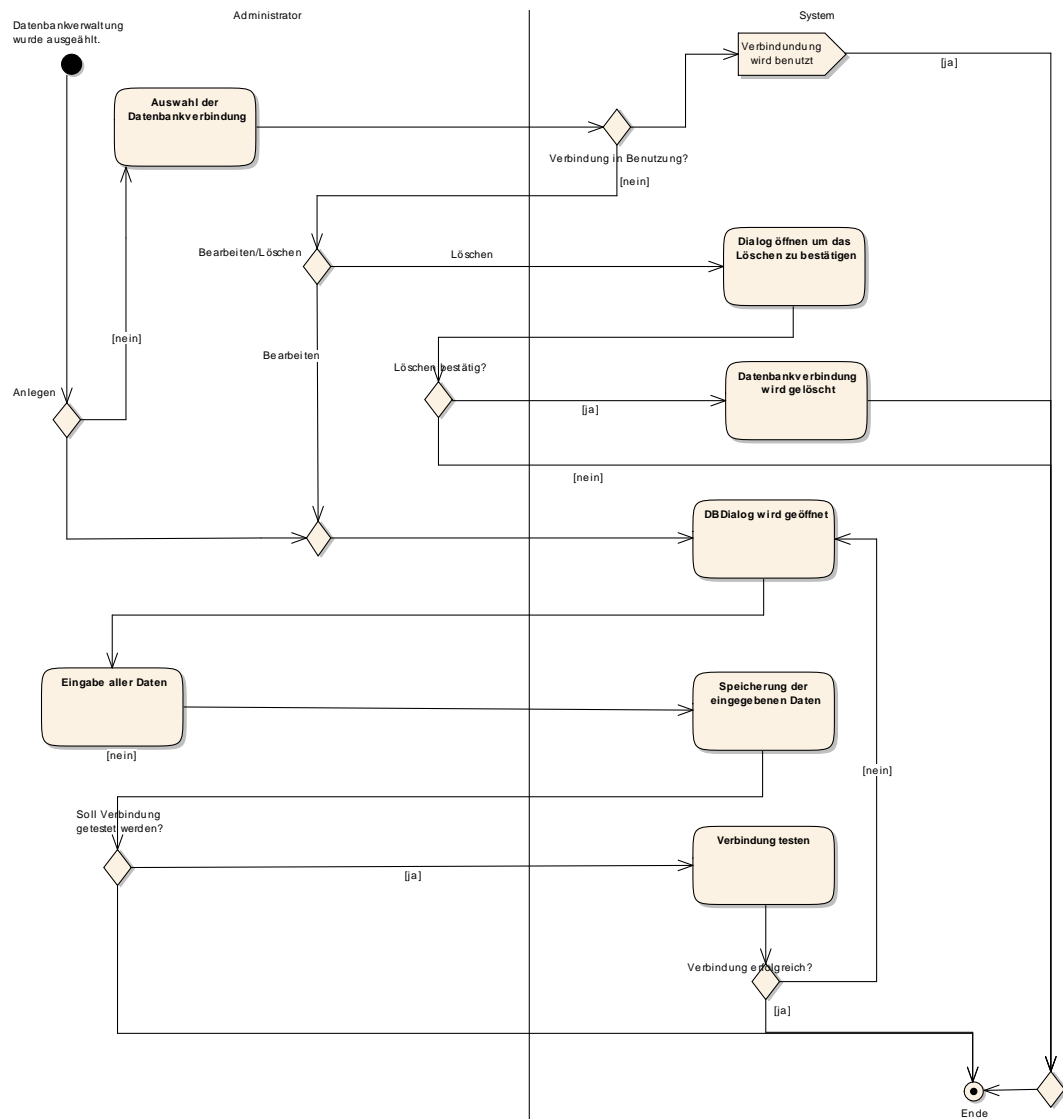 Administrator
System
Datenbankverwaltung
wurde ausgeählt.
Verbindundung
wird benutzt
[ja]
Auswahl der
Datenbankverbindung
Verbindung in Benutzung?
[nein]
Bearbeiten/Löschen
Löschen
Dialog öffnen um das
Löschen zu bestätigen
[nein]
Bearbeiten
Löschen bestätig?
Datenbankverbindung
wird gelöscht
Anlegen
[ja]
[nein]
DBDialog wird geöffnet
Eingabe aller Daten
Speicherung der
eingegebenen Daten
[nein]
[nein]
Soll Verbindung
getestet werden?
Verbindung testen
[ja]
Verbindung erfolgreich?
[ja]
Ende